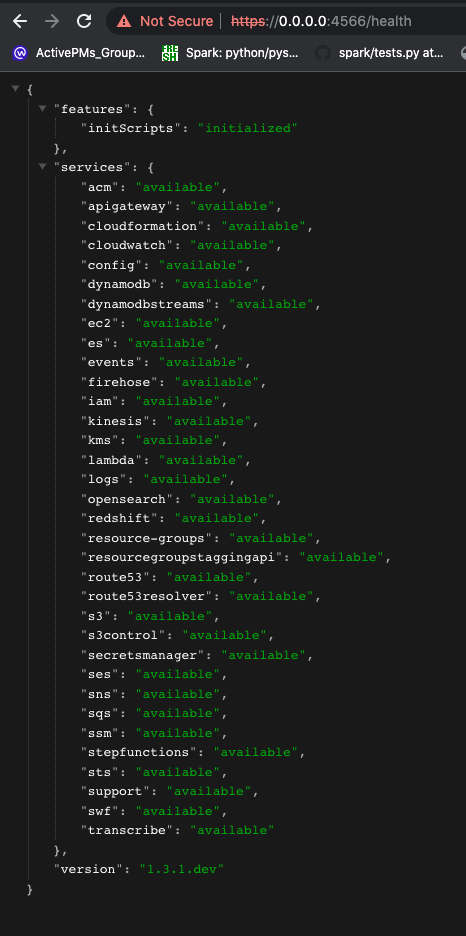 Not Secure | https://0.0.0.0:4566/health
ActivePMs_Group... FRE SH Spark: python/pys... spark/tests.py at...
{
"features": {
"initScripts": "initialized"
},
"services": {
"acm": "available",
"apigateway": "available",
"cloudformation": "available",
"cloudwatch": "available",
"config": "available",
"dynamodb": "available",
"dynamodbstreams": "available",
"ec2": "available",
"es": "available",
"events": "available",
"firehose": "available",
"iam": "available",
"kinesis": "available",
"kms": "available",
"lambda": "available",
"logs": "available",
"opensearch": "available",
"redshift": "available",
"resource-groups": "available",
"resourcegroupstaggingapi": "available",
"route53": "available",
"route53resolver": "available",
"s3": "available",
"s3control": "available",
"secretsmanager": "available",
"ses": "available",
"sns": "available",
"sqs": "available",
"ssm": "available",
"stepfunctions": "available",
"sts": "available",
"support": "available",
"swf": "available",
"transcribe": "available"
},
"version": "1.3.1.dev"
}